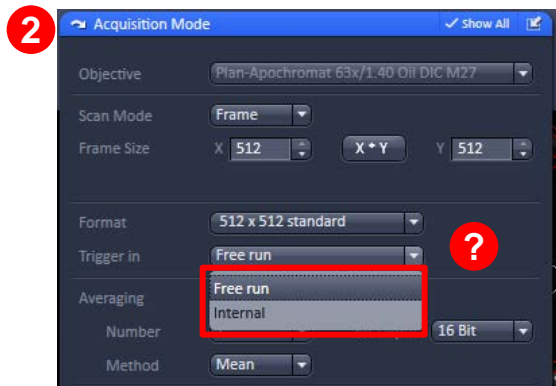 2
Acquisition Mode ✓ Show All
Objective Plan-Apochromat 63x/1.40 Oil DIC M27
Scan Mode Frame
Frame Size X 512 X * Y Y 512
Format 512 x 512 standard
Trigger in Free run ?
Free run
Averaging
Internal
Number 16 Bit
Method Mean